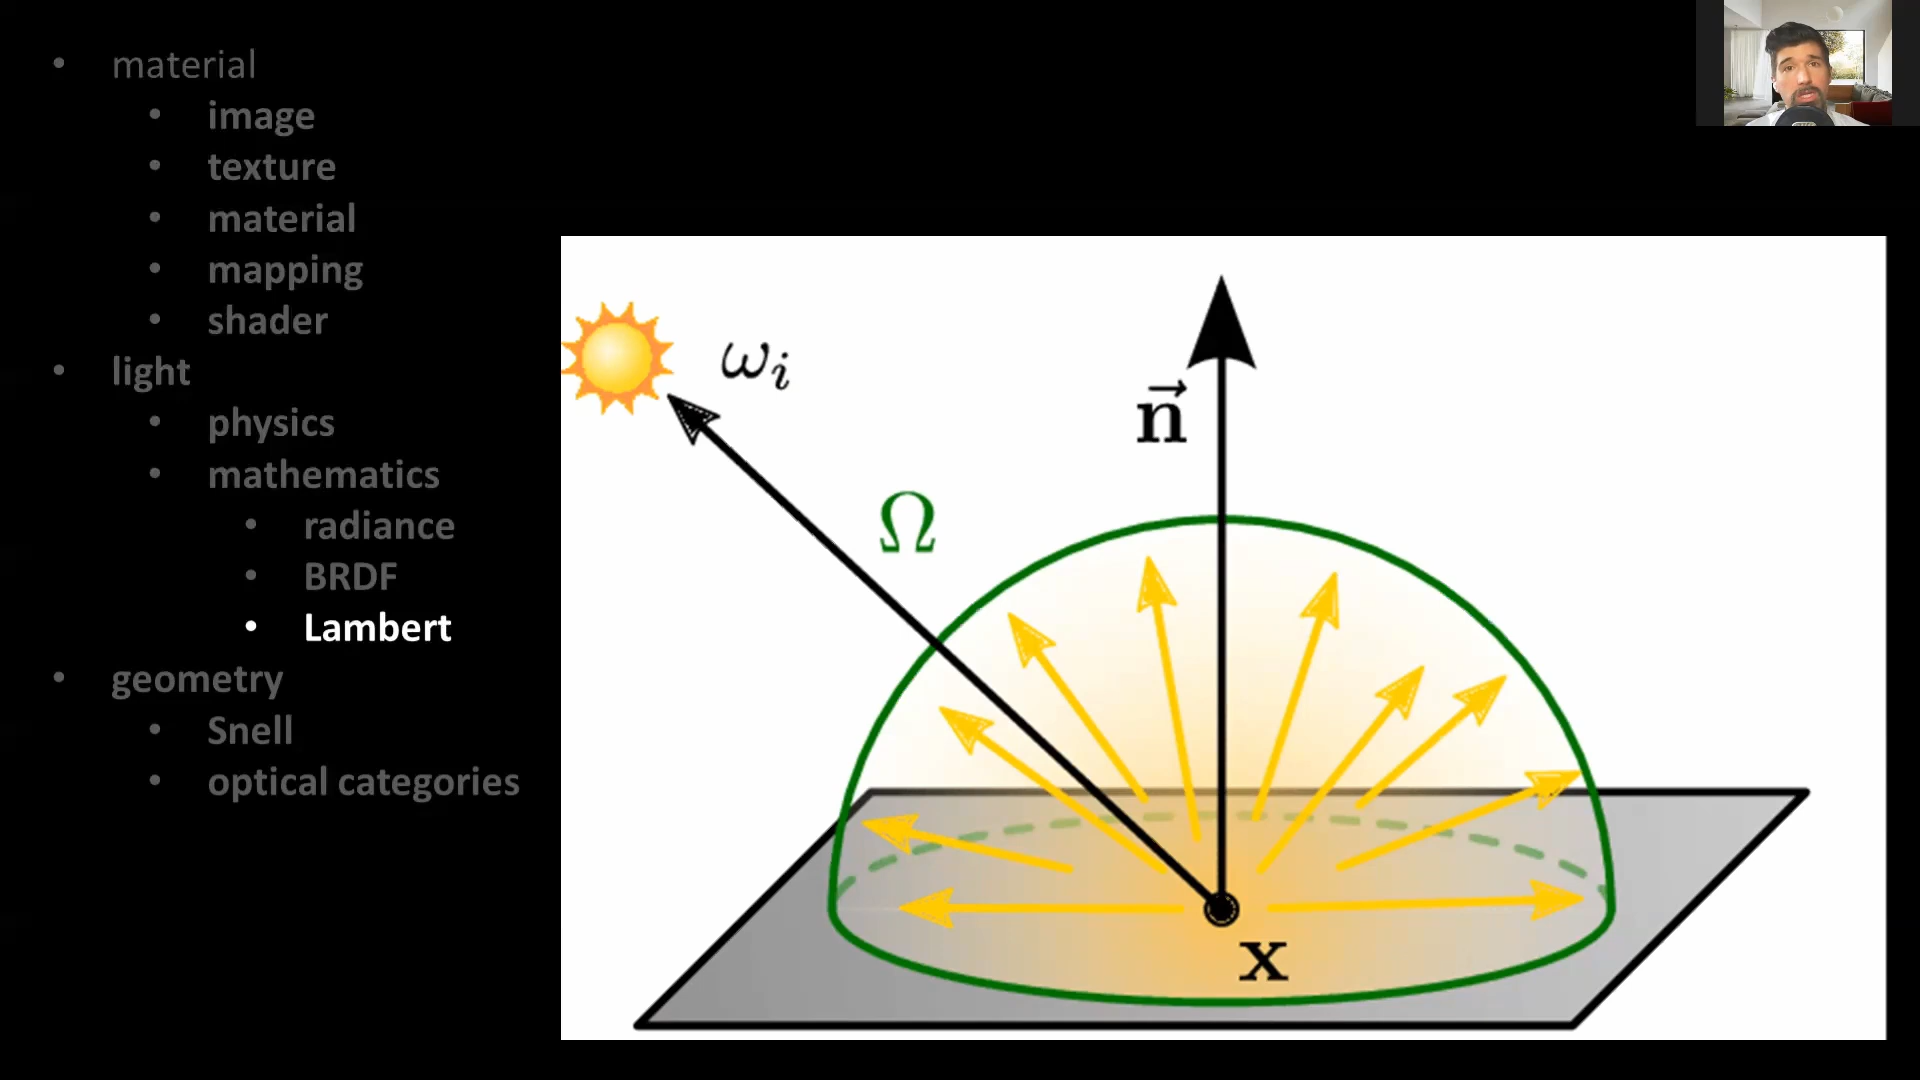 • material
• image
• texture
• material
• mapping
• shader
• light
• physics
• mathematics
• radiance
• BRDF
• Lambert
• geometry
• Snell
• optical categories
ωᵢ
n⃗
Ω
x